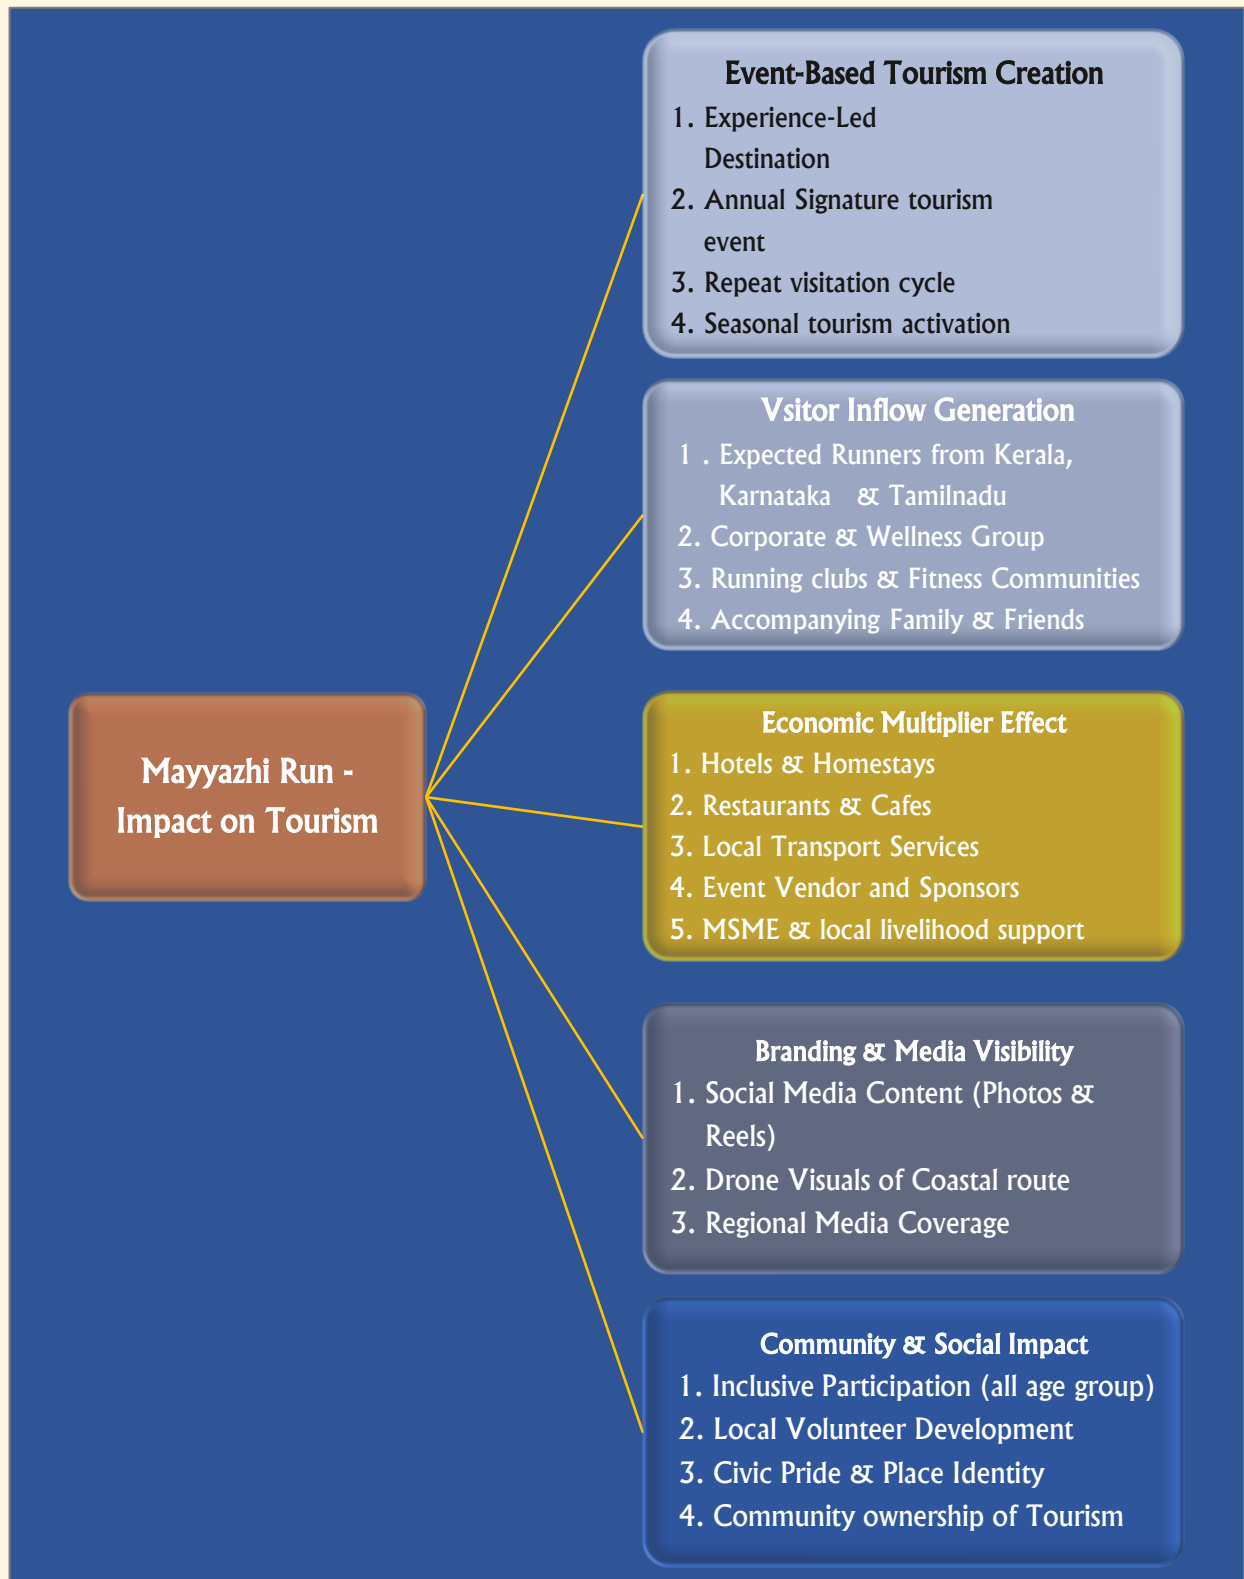 Event-Based Tourism Creation
1. Experience-Led
Destination
2. Annual Signature tourism
event
3. Repeat visitation cycle
4. Seasonal tourism activation
Vsitor Inflow Generation
1 . Expected Runners from Kerala,
Karnataka & Tamilnadu
2. Corporate & Wellness Group
3. Running clubs & Fitness Communities
4. Accompanying Family & Friends
Mayyazhi Run -
Impact on Tourism
Economic Multiplier Effect
1. Hotels & Homestays
2. Restaurants & Cafes
3. Local Transport Services
4. Event Vendor and Sponsors
5. MSME & local livelihood support
Branding & Media Visibility
1. Social Media Content (Photos &
Reels)
2. Drone Visuals of Coastal route
3. Regional Media Coverage
Community & Social Impact
1. Inclusive Participation (all age group)
2. Local Volunteer Development
3. Civic Pride & Place Identity
4. Community ownership of Tourism